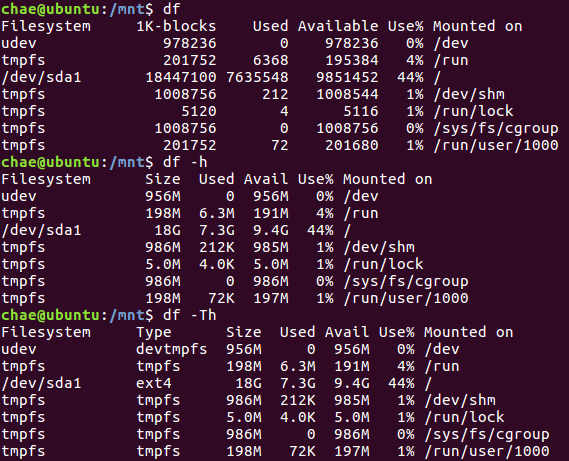 chae@ubuntu:/mnt$ df
Filesystem     1K-blocks    Used Available Use% Mounted on
udev              978236       0    978236   0% /dev
tmpfs             201752    6368    195384   4% /run
/dev/sda1       18447100 7635548   9851452  44% /
tmpfs            1008756     212   1008544   1% /dev/shm
tmpfs               5120       4      5116   1% /run/lock
tmpfs            1008756       0   1008756   0% /sys/fs/cgroup
tmpfs             201752      72    201680   1% /run/user/1000
chae@ubuntu:/mnt$ df -h
Filesystem      Size  Used Avail Use% Mounted on
udev            956M     0  956M   0% /dev
tmpfs           198M  6.3M  191M   4% /run
/dev/sda1        18G  7.3G  9.4G  44% /
tmpfs           986M  212K  985M   1% /dev/shm
tmpfs           5.0M  4.0K  5.0M   1% /run/lock
tmpfs           986M     0  986M   0% /sys/fs/cgroup
tmpfs           198M   72K  197M   1% /run/user/1000
chae@ubuntu:/mnt$ df -Th
Filesystem     Type      Size  Used Avail Use% Mounted on
udev           devtmpfs  956M     0  956M   0% /dev
tmpfs          tmpfs     198M  6.3M  191M   4% /run
/dev/sda1      ext4       18G  7.3G  9.4G  44% /
tmpfs          tmpfs     986M  212K  985M   1% /dev/shm
tmpfs          tmpfs     5.0M  4.0K  5.0M   1% /run/lock
tmpfs          tmpfs     986M     0  986M   0% /sys/fs/cgroup
tmpfs          tmpfs     198M   72K  197M   1% /run/user/1000